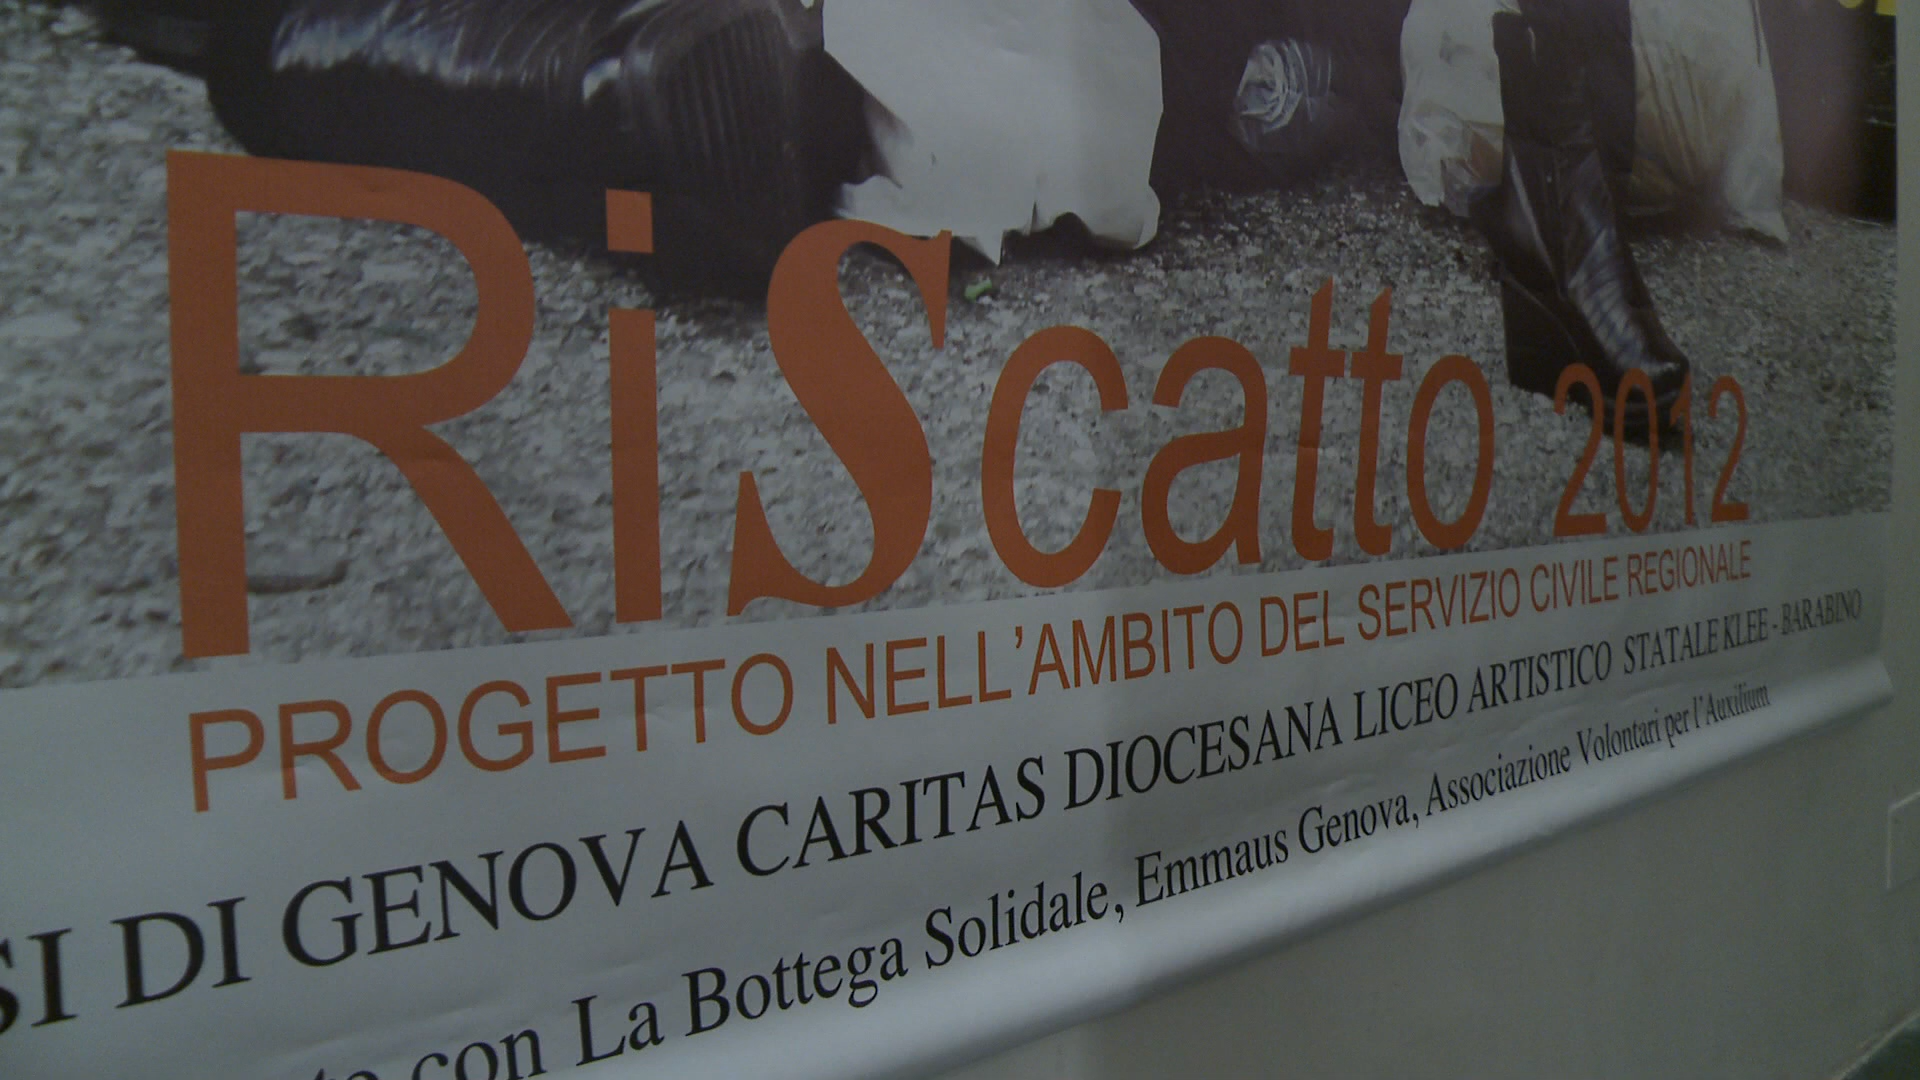 RiScatto 2012
PROGETTO NELL'AMBITO DEL SERVIZIO CIVILE REGIONALE
DI GENOVA CARITAS DIOCESANA LICEO ARTISTICO STATALE KLEE - BARABINO
con La Bottega Solidale, Emmaus Genova, Associazione Volontari per l'Auxilium